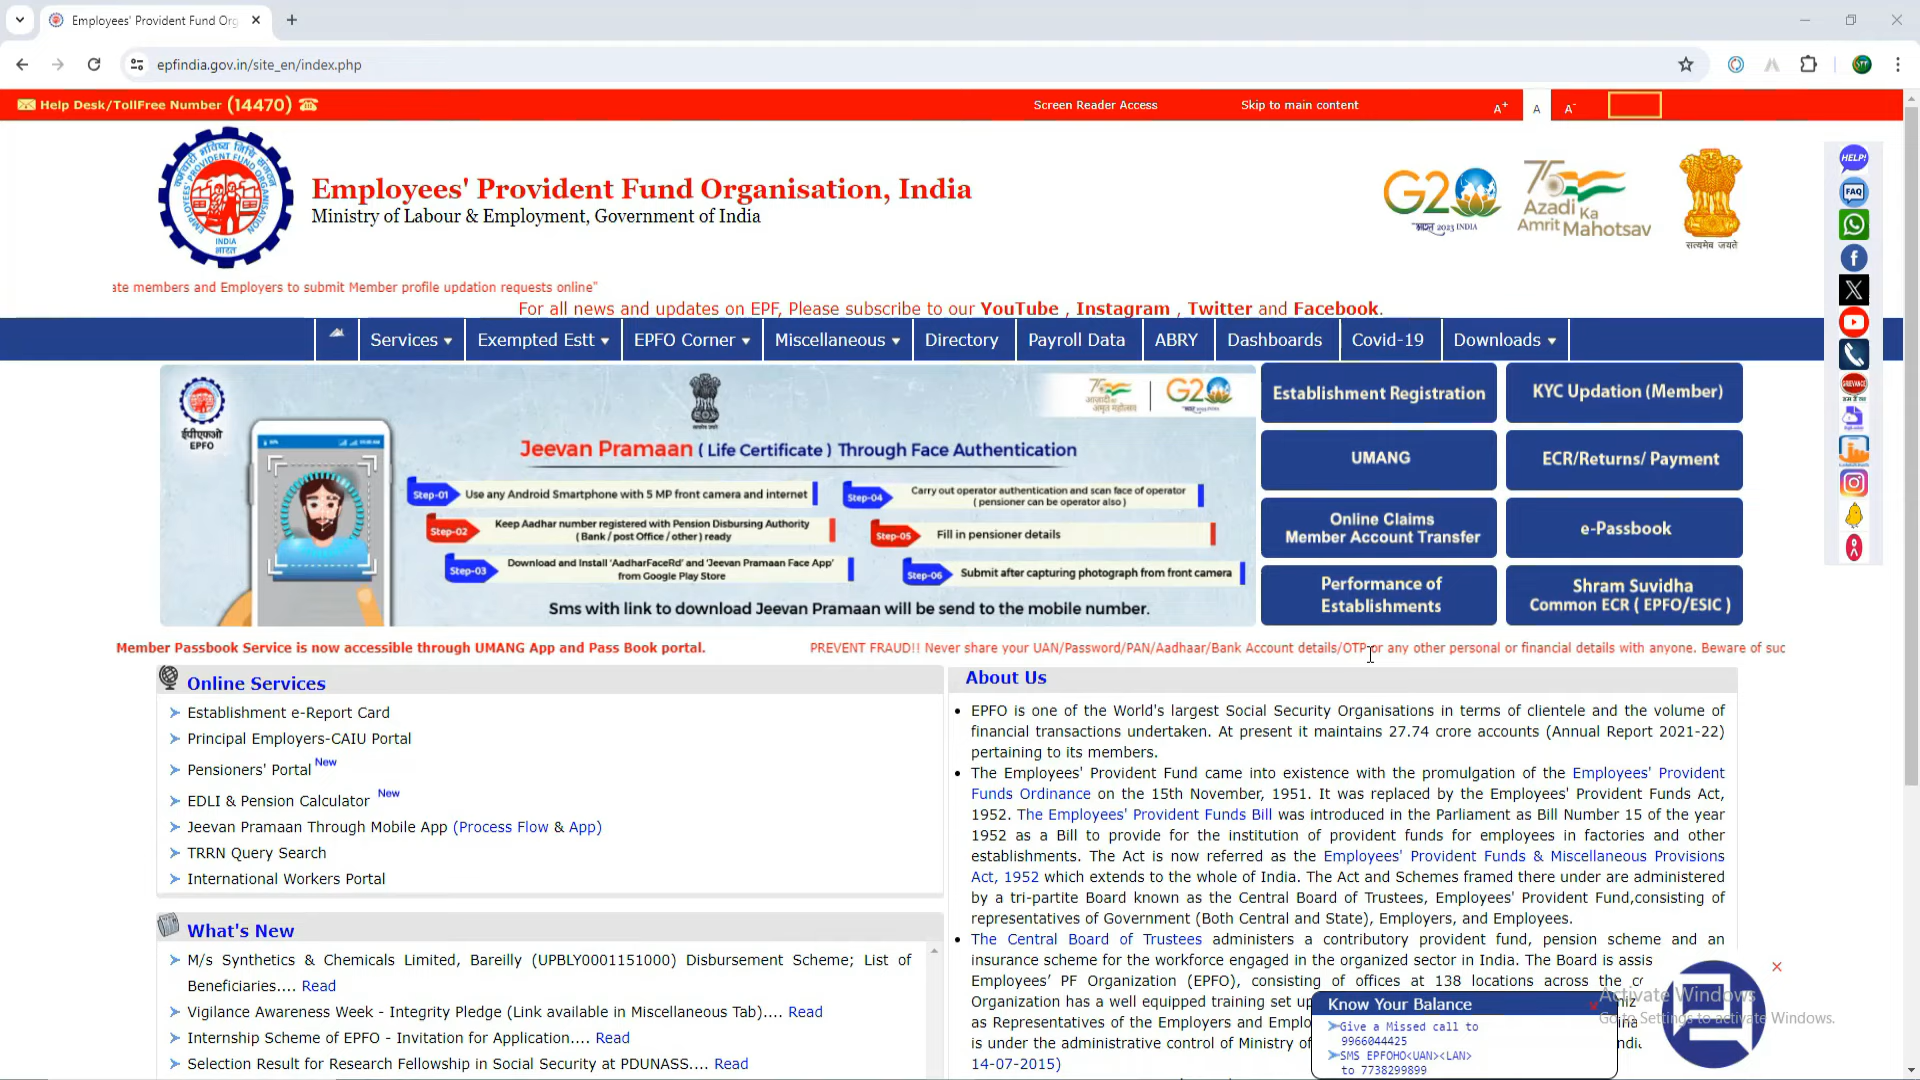 Employees' Provident Fund Org
epfindia.gov.in/site_en/index.php
Help Desk/TollFree Number (14470)
Screen Reader Access
Skip to main content
A+
A
A-
कर्मचारी भविष्य निधि संगठन
EMPLOYEES' PROVIDENT FUND ORGANISATION
INDIA
भारत
Employees' Provident Fund Organisation, India
Ministry of Labour & Employment, Government of India
G20
भारत 2023 INDIA
75
Azadi Ka
Amrit Mahotsav
सत्यमेव जयते
HELP!
FAQ
ate members and Employers to submit Member profile updation requests online"
For all news and updates on EPF, Please subscribe to our YouTube , Instagram , Twitter and Facebook.
Services
Exempted Estt
EPFO Corner
Miscellaneous
Directory
Payroll Data
ABRY
Dashboards
Covid-19
Downloads
ईपीएफओ
EPFO
G20
Jeevan Pramaan ( Life Certificate ) Through Face Authentication
Step-01 Use any Android Smartphone with 5 MP front camera and internet
Step-02 Keep Aadhar number registered with Pension Disbursing Authority
( Bank / post Office / other ) ready
Step-03 Download and Install 'AadharFaceRd' and 'Jeevan Pramaan Face App'
from Google Play Store
Step-04 Carry out operator authentication and scan face of operator
( pensioner can be operator also )
Step-05 Fill in pensioner details
Step-06 Submit after capturing photograph from front camera
Sms with link to download Jeevan Pramaan will be send to the mobile number.
Establishment Registration
KYC Updation (Member)
UMANG
ECR/Returns/ Payment
Online Claims
Member Account Transfer
e-Passbook
Performance of
Establishments
Shram Suvidha
Common ECR ( EPFO/ESIC )
GRIEVANCE
Member Passbook Service is now accessible through UMANG App and Pass Book portal.
PREVENT FRAUD!! Never share your UAN/Password/PAN/Aadhaar/Bank Account details/OTP or any other personal or financial details with anyone. Beware of suc
Online Services
Establishment e-Report Card
Principal Employers-CAIU Portal
Pensioners' Portal New
EDLI & Pension Calculator New
Jeevan Pramaan Through Mobile App (Process Flow & App)
TRRN Query Search
International Workers Portal
What's New
M/s Synthetics & Chemicals Limited, Bareilly (UPBLY0001151000) Disbursement Scheme; List of
Beneficiaries.... Read
Vigilance Awareness Week - Integrity Pledge (Link available in Miscellaneous Tab).... Read
Internship Scheme of EPFO - Invitation for Application.... Read
Selection Result for Research Fellowship in Social Security at PDUNASS.... Read
About Us
EPFO is one of the World's largest Social Security Organisations in terms of clientele and the volume of
financial transactions undertaken. At present it maintains 27.74 crore accounts (Annual Report 2021-22)
pertaining to its members.
The Employees' Provident Fund came into existence with the promulgation of the Employees' Provident
Funds Ordinance on the 15th November, 1951. It was replaced by the Employees' Provident Funds Act,
1952. The Employees' Provident Funds Bill was introduced in the Parliament as Bill Number 15 of the year
1952 as a Bill to provide for the institution of provident funds for employees in factories and other
establishments. The Act is now referred as the Employees' Provident Funds & Miscellaneous Provisions
Act, 1952 which extends to the whole of India. The Act and Schemes framed there under are administered
by a tri-partite Board known as the Central Board of Trustees, Employees' Provident Fund,consisting of
representatives of Government (Both Central and State), Employers, and Employees.
The Central Board of Trustees administers a contributory provident fund, pension scheme and an
insurance scheme for the workforce engaged in the organized sector in India. The Board is assis
Employees' PF Organization (EPFO), consisting of offices at 138 locations across the co
Organization has a well equipped training set up
as Representatives of the Employers and Emplo
is under the administrative control of Ministry of
14-07-2015)
Know Your Balance
Give a Missed call to
9966044425
SMS EPFOHO<UAN><LAN>
to 7738299899
Activate Windows
Go to Settings to activate Windows.